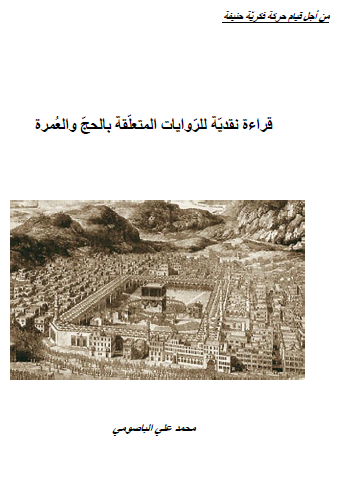 من أجل قيام حركة فكريّة حنيفة
قراءة نقديّة للرّوايات المتعلّقة بالحجّ والعُمرة
محمد علي الباصومي